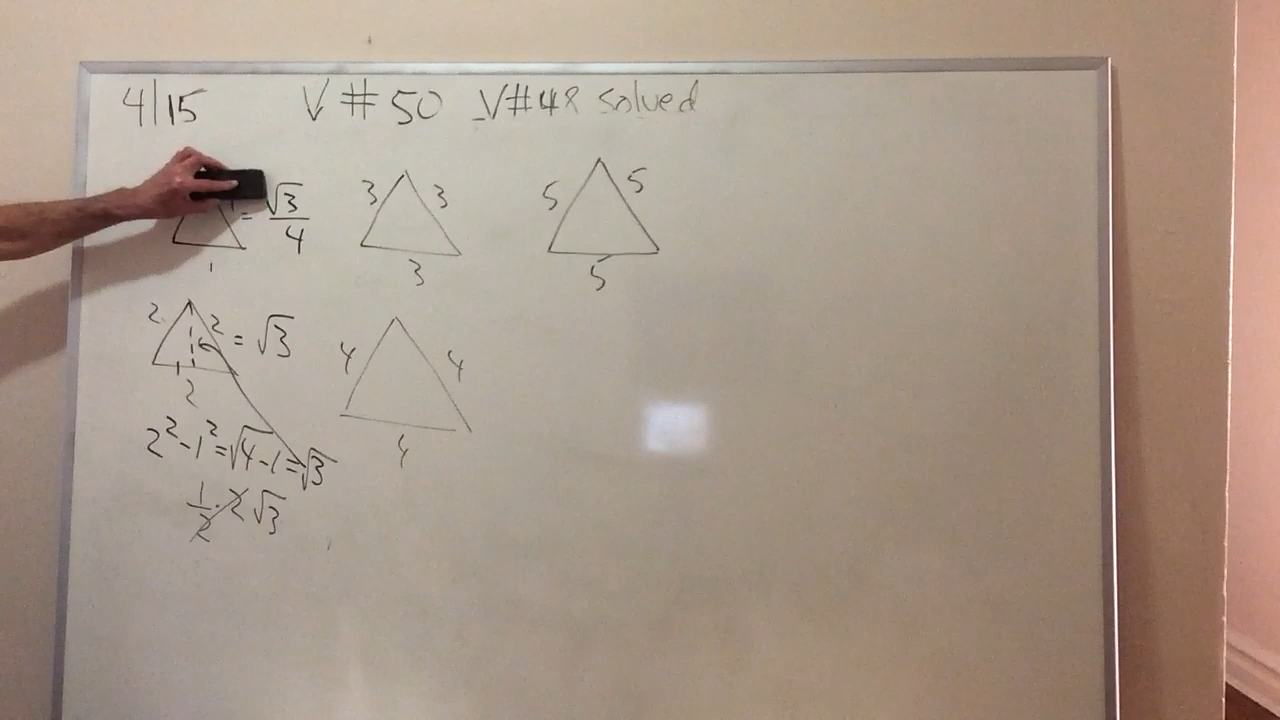 4/15 V # 50 V#48 solved
1 = √3/4
1
3 3
3
5 5
5
2 2 = √3
2
4 4
4
2² - 1² = √4-1 = √3
1/2 · 2√3